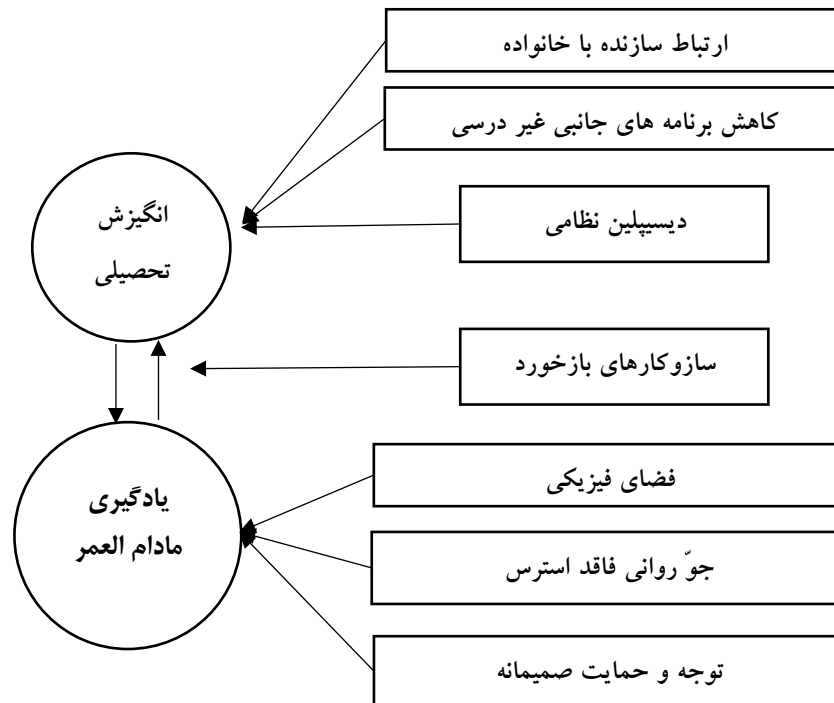 ارتباط سازنده با خانواده
کاهش برنامه های جانبی غیر درسی
انگیزش
تحصیلی
دیسیپلین نظامی
سازوکارهای بازخورد
یادگیری
مادام العمر
فضای فیزیکی
جوّ روانی فاقد استرس
توجه و حمایت صمیمانه